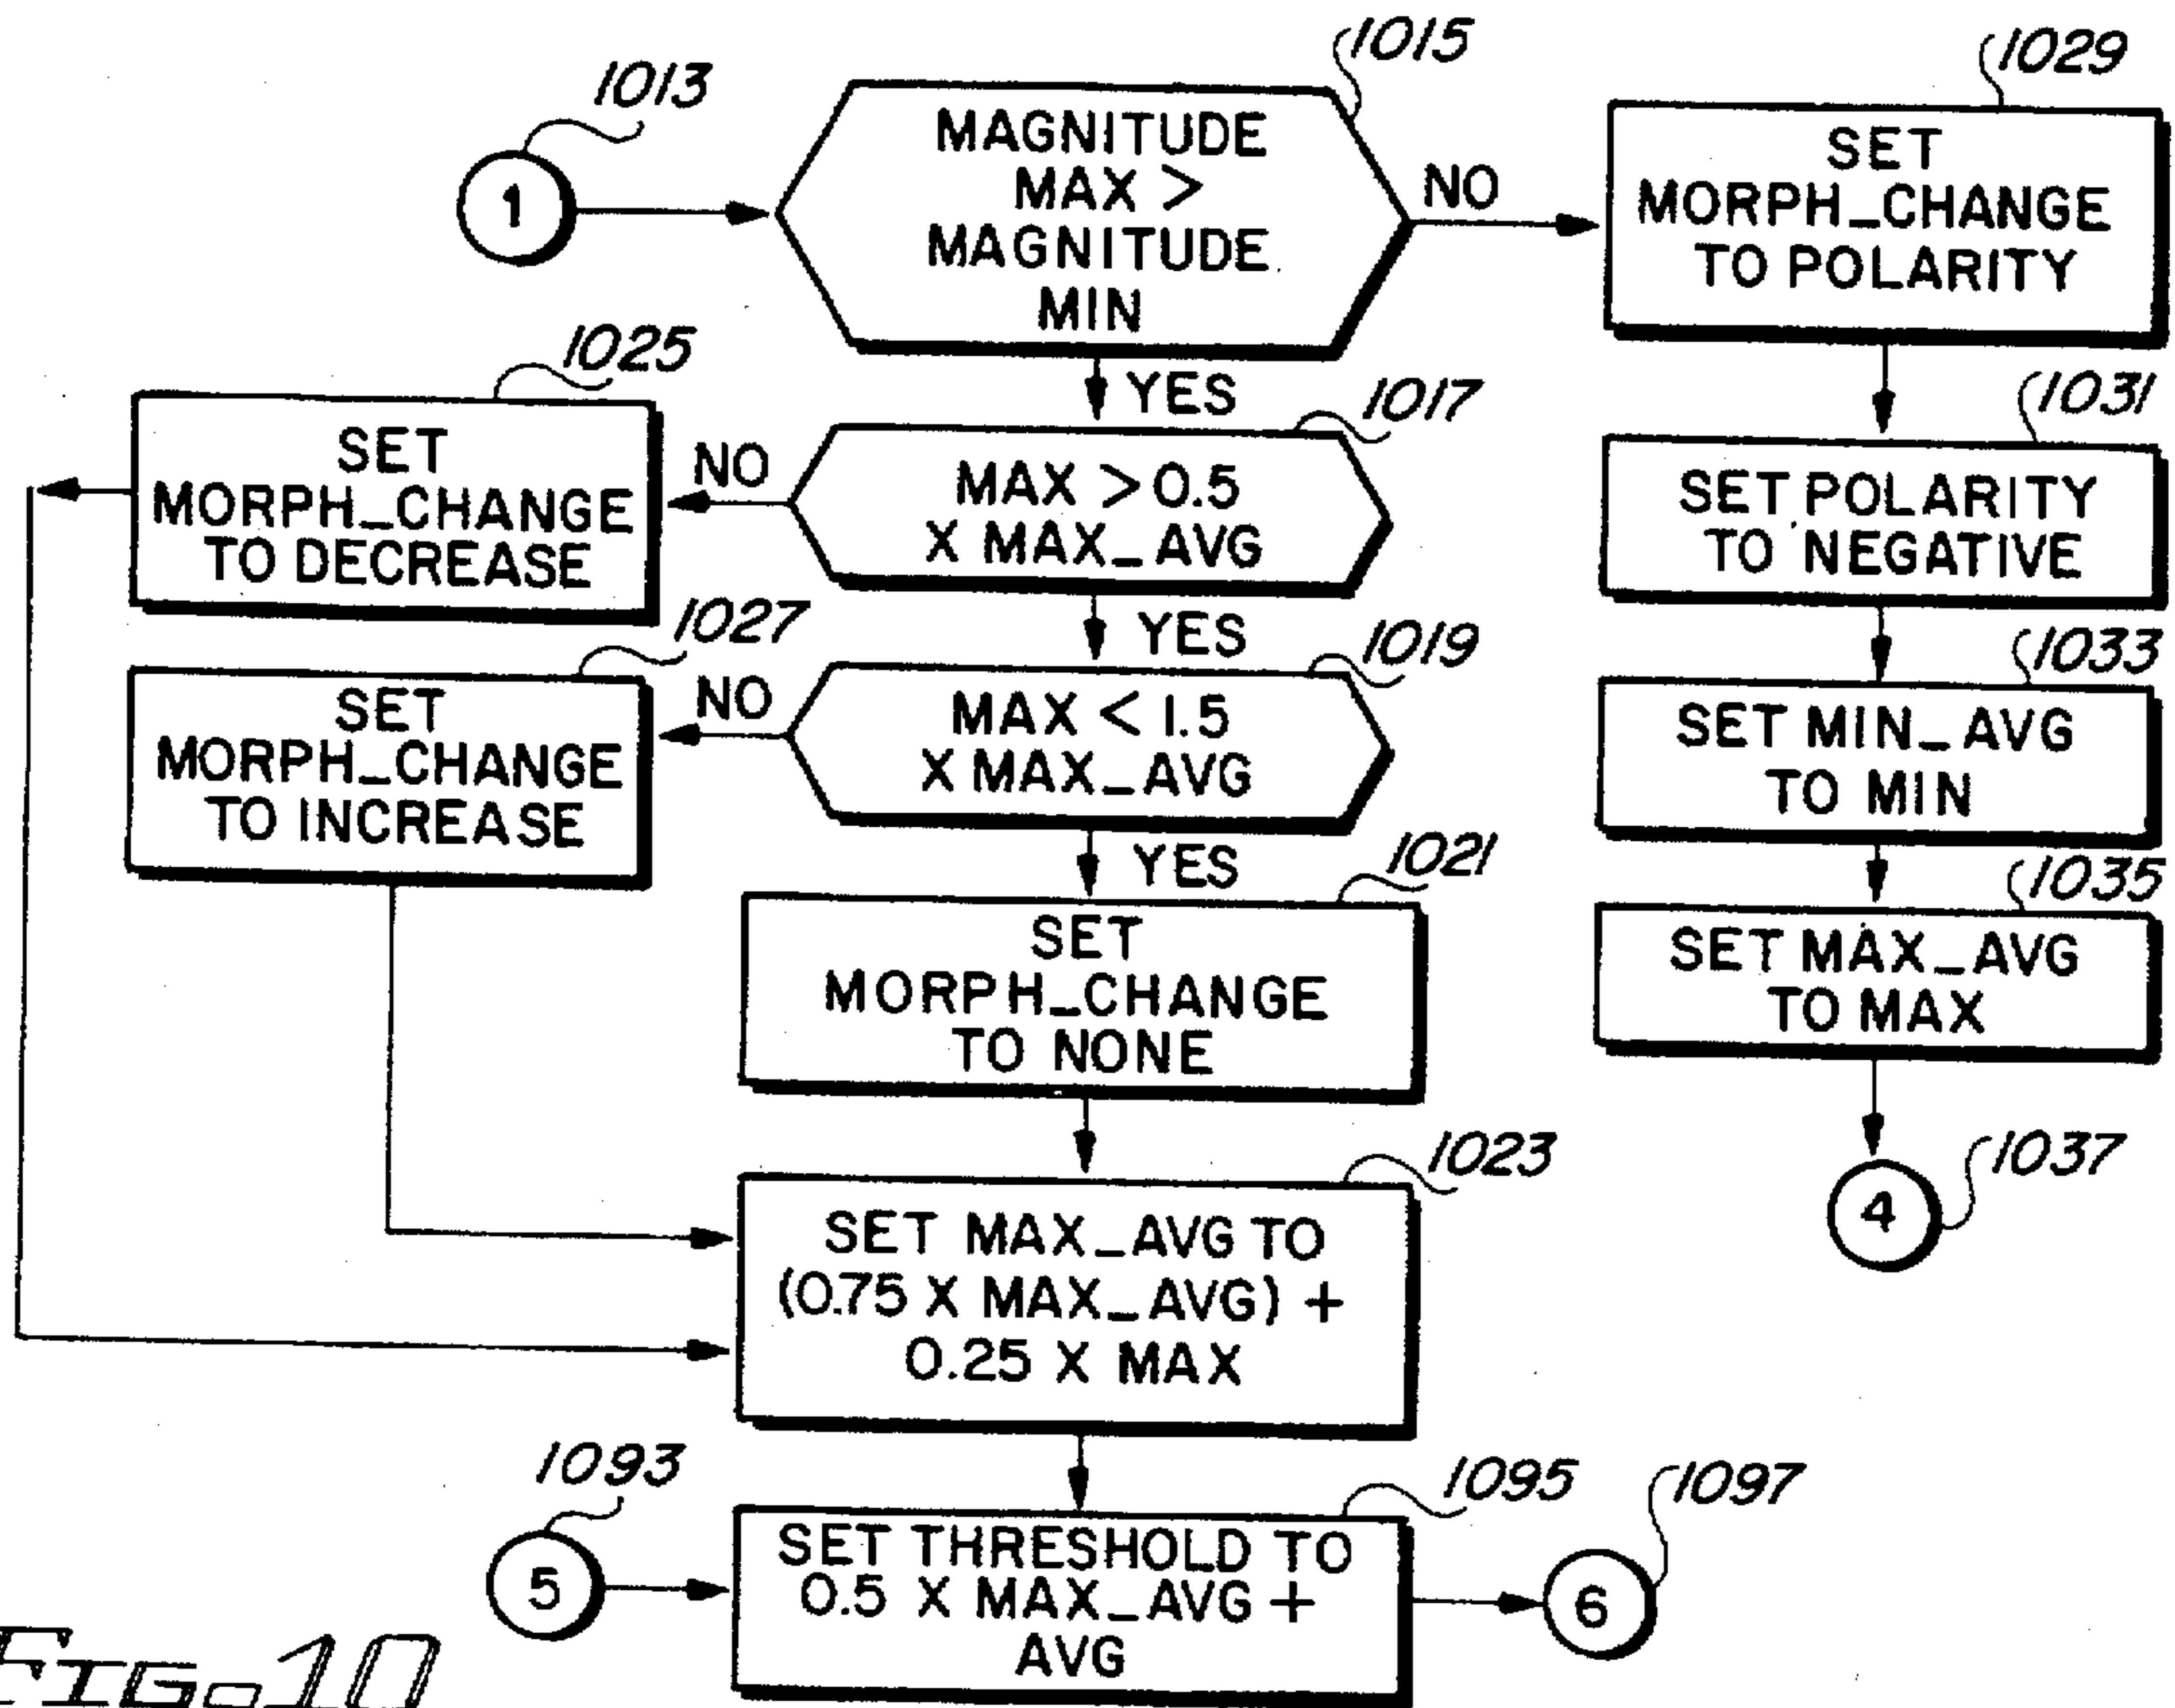 1013
1
1015
MAGNITUDE
MAX >
MAGNITUDE
MIN
NO
YES
1029
SET
MORPH_CHANGE
TO POLARITY
1025
SET
MORPH_CHANGE
TO DECREASE
NO
1017
MAX > 0.5
X MAX_AVG
YES
1031
SET POLARITY
TO NEGATIVE
1027
SET
MORPH_CHANGE
TO INCREASE
NO
1019
MAX < 1.5
X MAX_AVG
YES
1033
SET MIN_AVG
TO MIN
1021
SET
MORPH_CHANGE
TO NONE
1035
SET MAX_AVG
TO MAX
1023
SET MAX_AVG TO
(0.75 X MAX_AVG) +
0.25 X MAX
1037
4
1093
5
1095
SET THRESHOLD TO
0.5 X MAX_AVG +
AVG
1097
6
FIG. 10